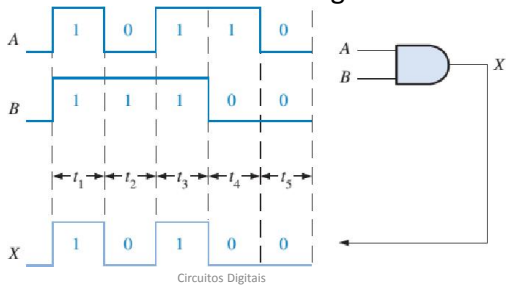 A 1 0 1 1 0
B 1 1 1 0 0
t1 t2 t3 t4 t5
X 1 0 1 0 0
A
B
X
Circuitos Digitais